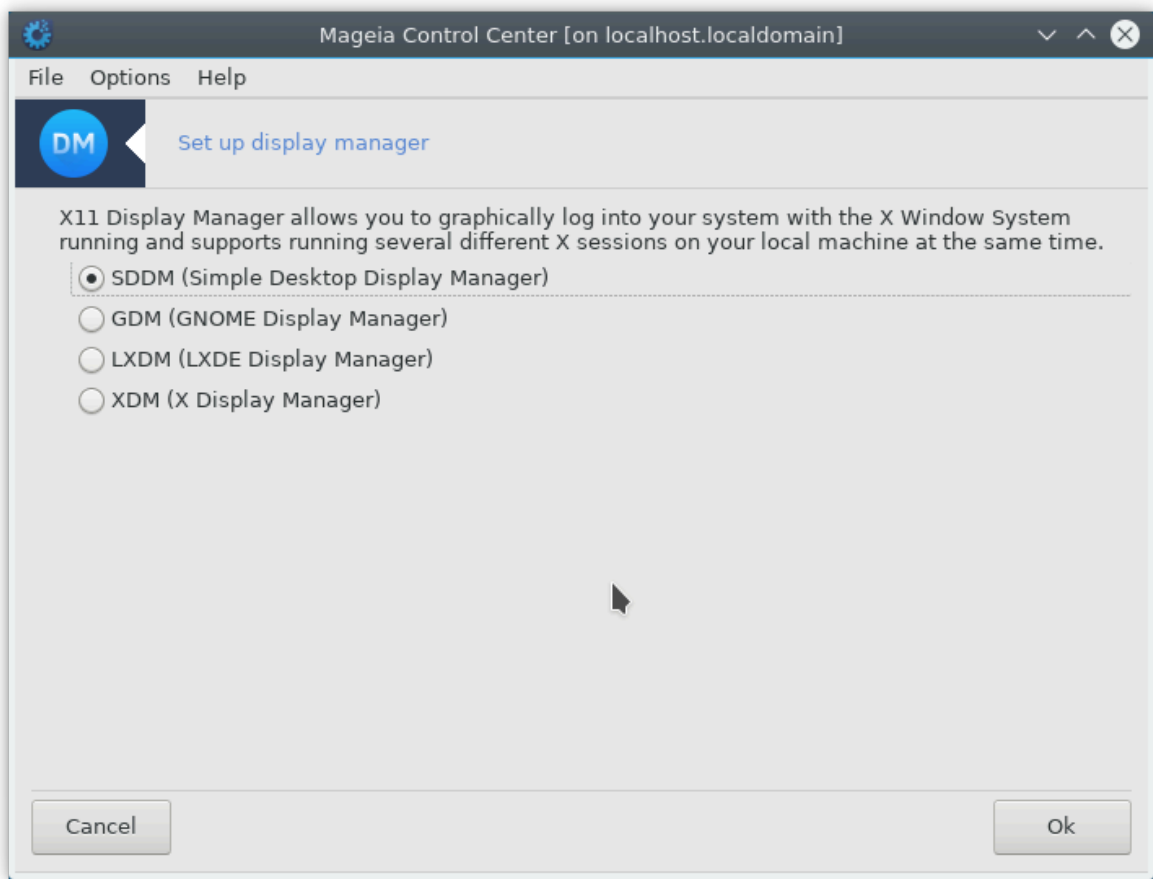 Mageia Control Center [on localhost.localdomain]
File Options Help
DM
Set up display manager
X11 Display Manager allows you to graphically log into your system with the X Window System
running and supports running several different X sessions on your local machine at the same time.
SDDM (Simple Desktop Display Manager)
GDM (GNOME Display Manager)
LXDM (LXDE Display Manager)
XDM (X Display Manager)
Cancel Ok